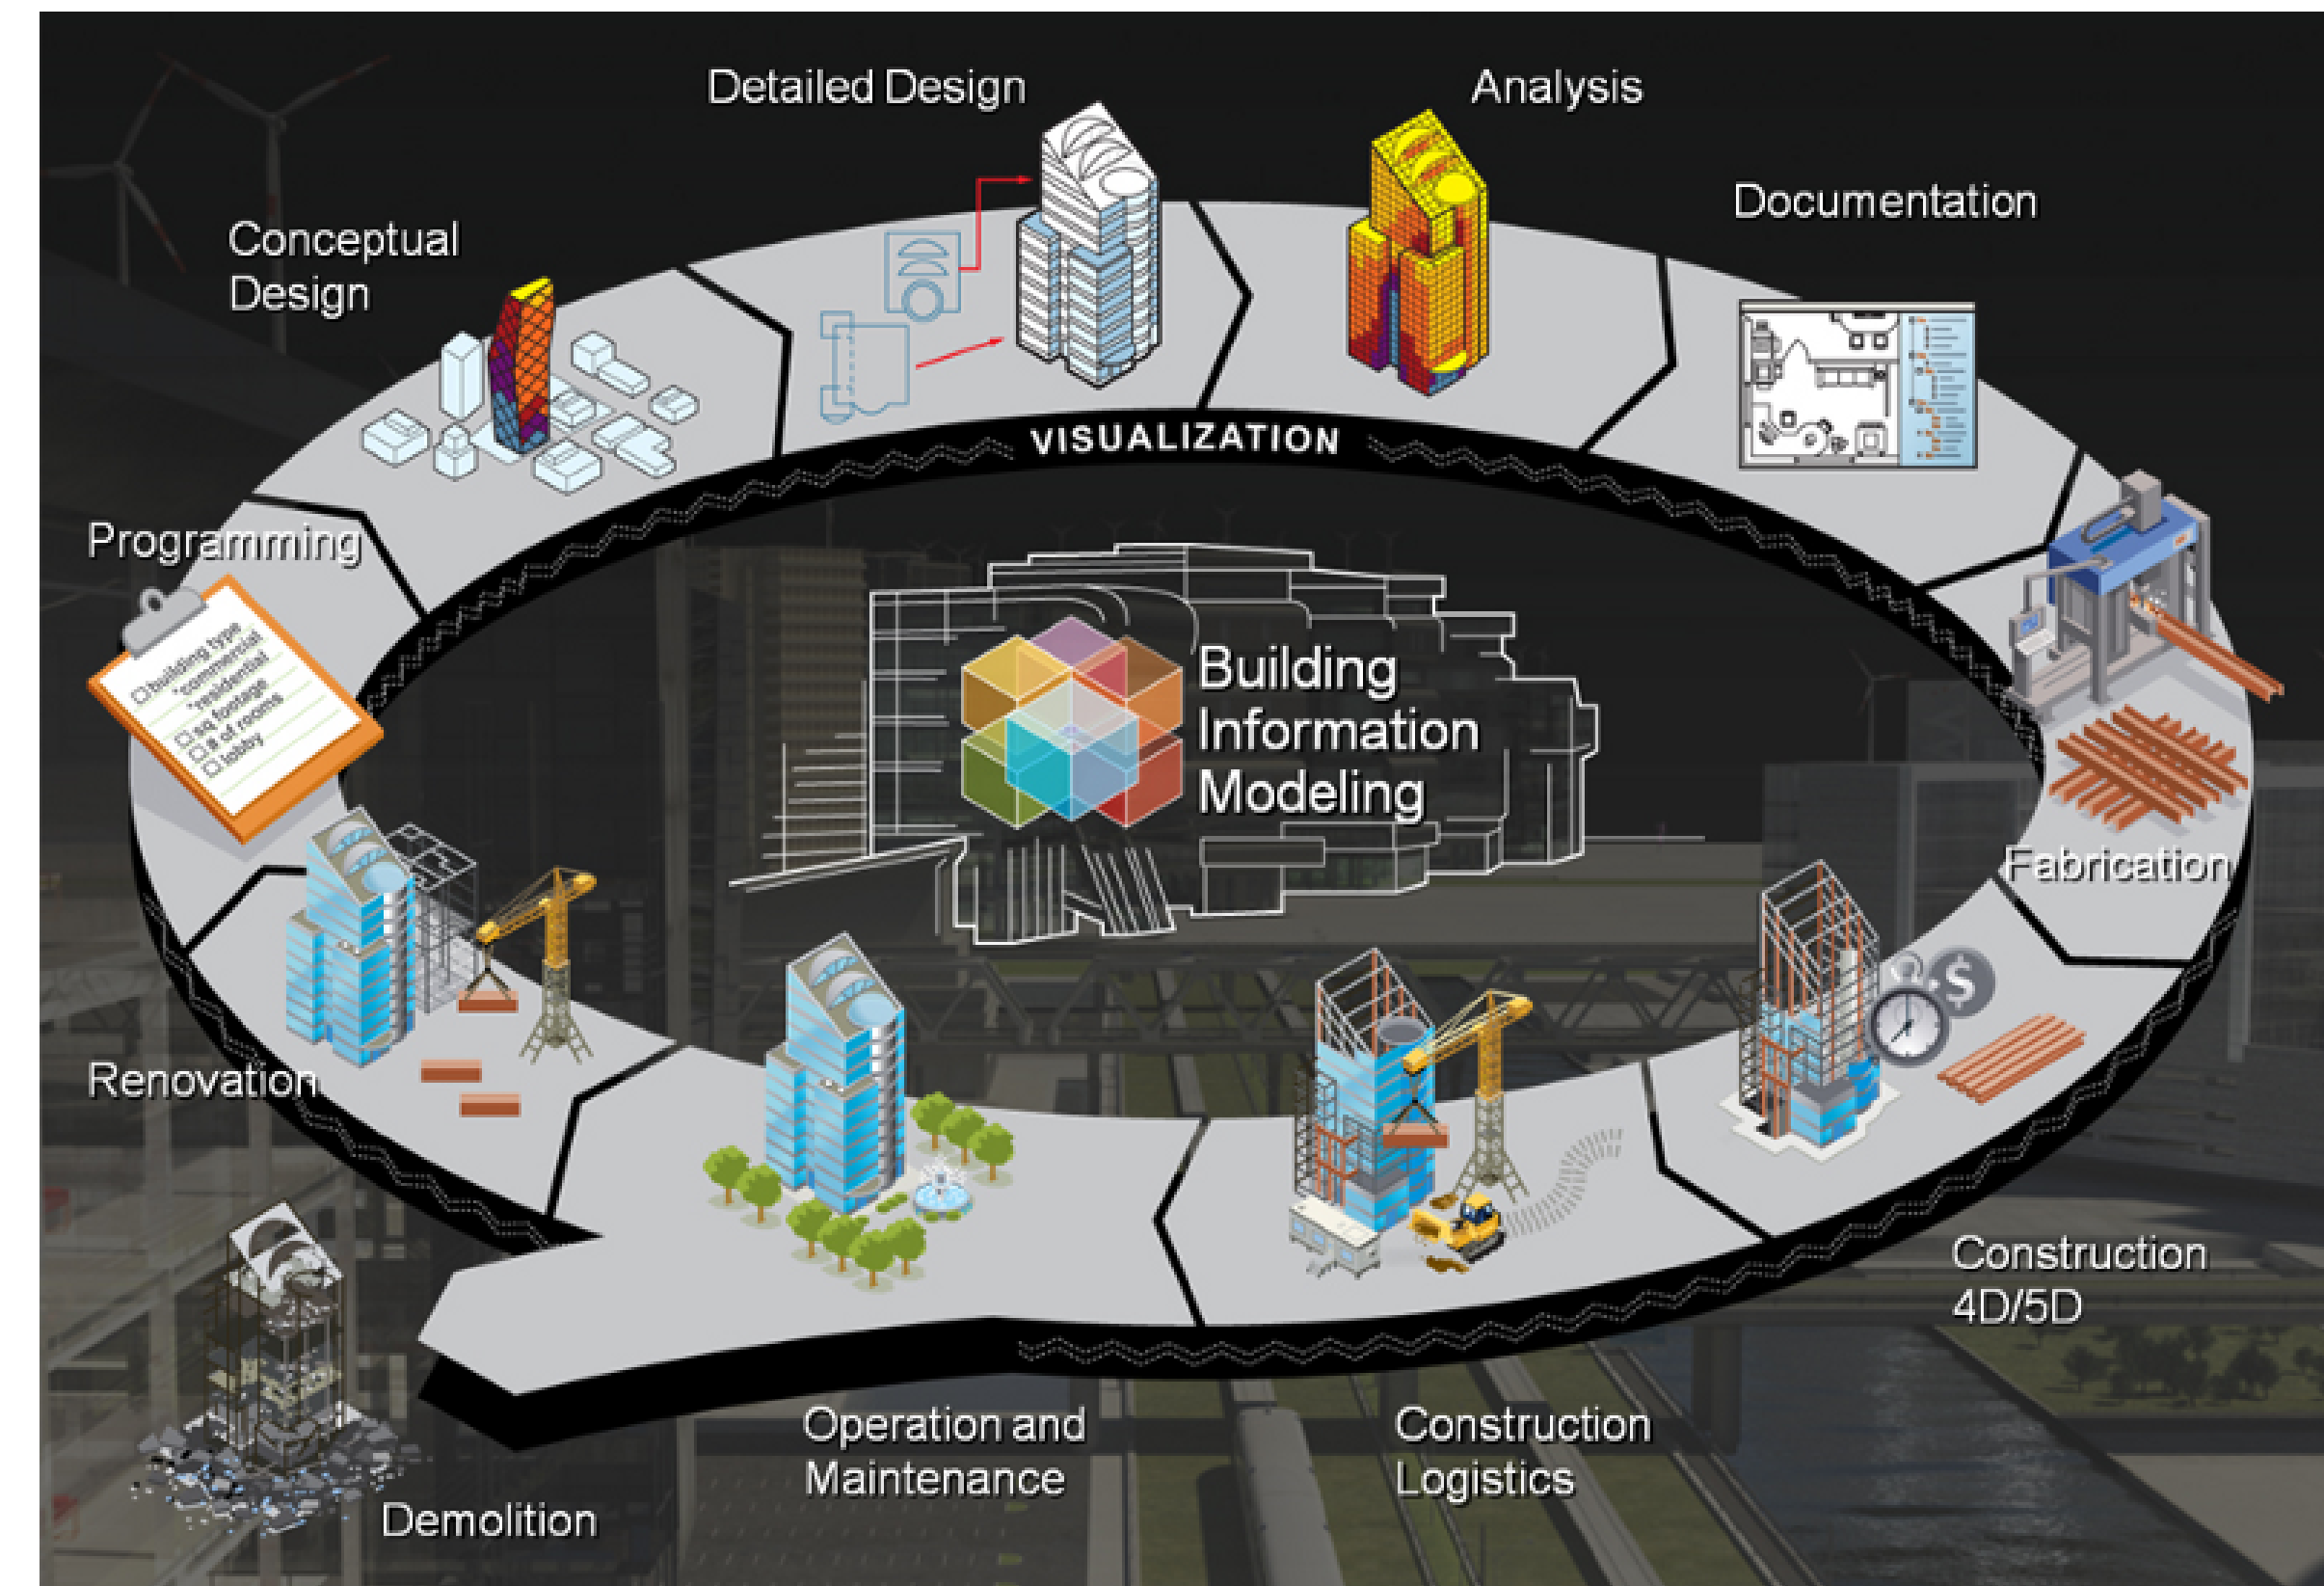 Detailed Design
Analysis
Documentation
Conceptual
Design
VISUALIZATION
Programming
building type
*commercial
*residential
sq footage
# of rooms
lobby
Building
Information
Modeling
Fabrication
$
Renovation
Construction
4D/5D
Operation and
Maintenance
Construction
Logistics
Demolition